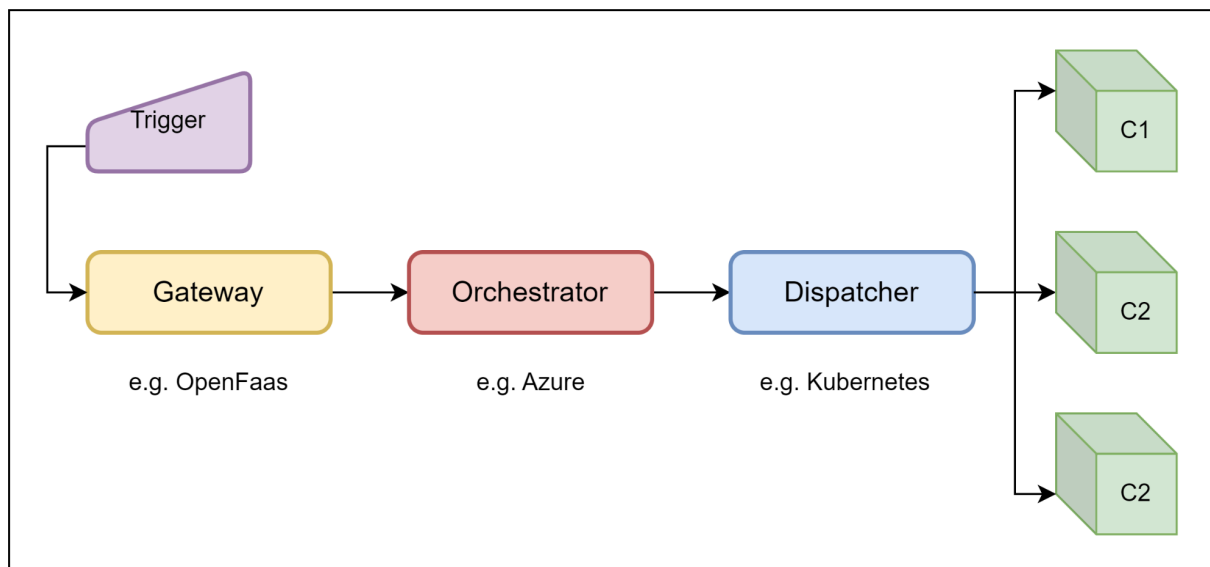 Trigger
C1
Gateway
Orchestrator
Dispatcher
C2
e.g. OpenFaas
e.g. Azure
e.g. Kubernetes
C2